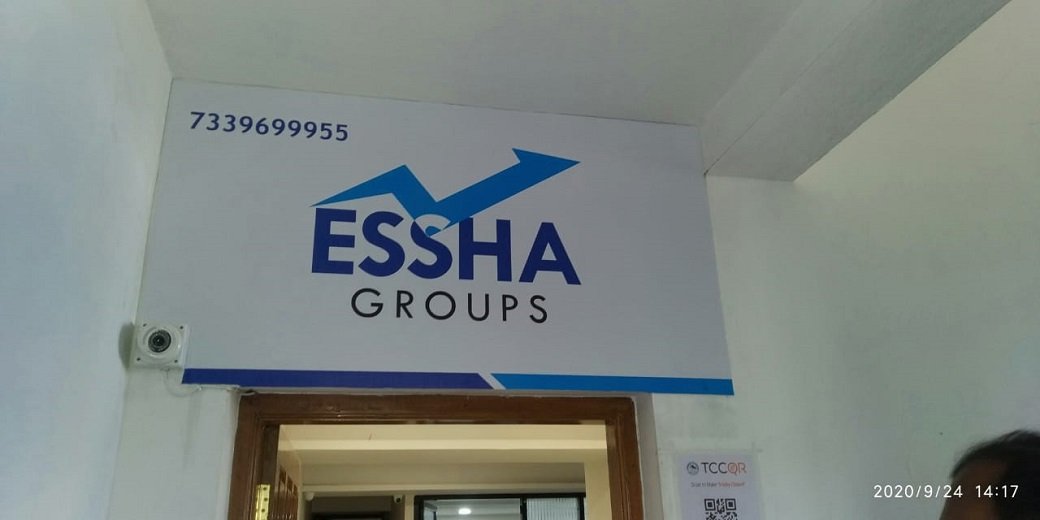 7339699955
ESSHA
GROUPS
TCCQR
2020/9/24 14:17